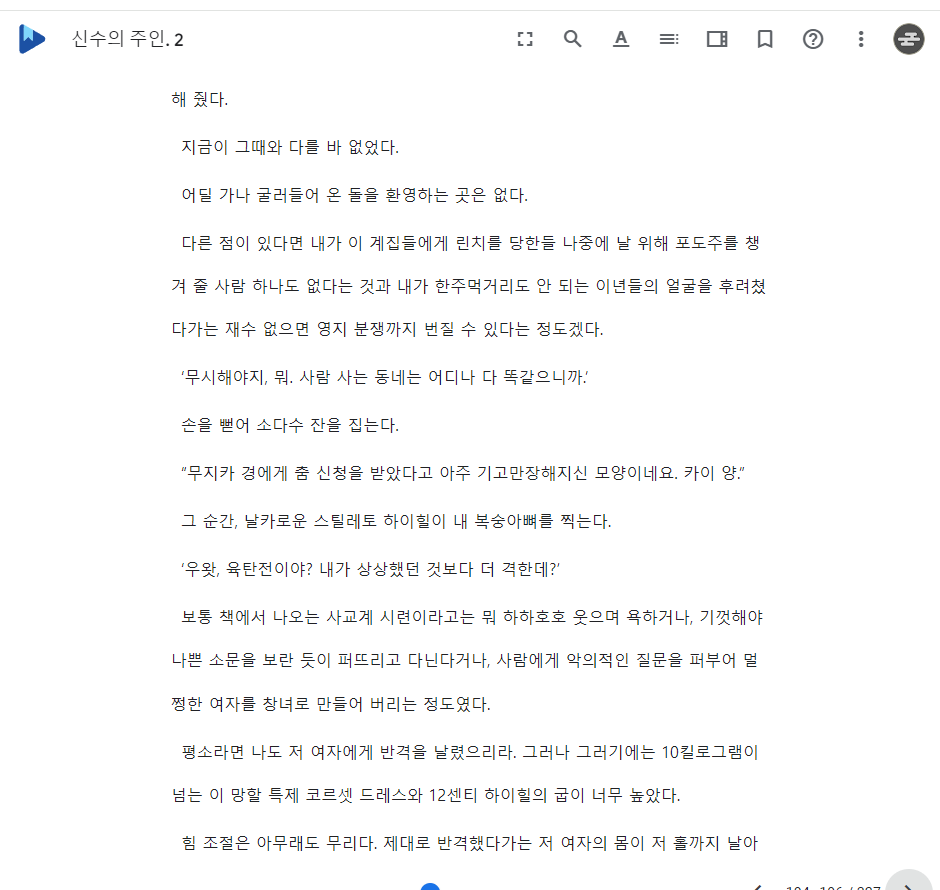 신수의 주인. 2
해 줬다.
지금이 그때와 다를 바 없었다.
어딜 가나 굴러들어 온 돌을 환영하는 곳은 없다.
다른 점이 있다면 내가 이 계집들에게 린치를 당한들 나중에 날 위해 포도주를 챙
겨 줄 사람 하나도 없다는 것과 내가 한주먹거리도 안 되는 이년들의 얼굴을 후려쳤
다가는 재수 없으면 영지 분쟁까지 번질 수 있다는 정도겠다.
‘무시해야지, 뭐. 사람 사는 동네는 어디나 다 똑같으니까.’
손을 뻗어 소다수 잔을 집는다.
“무지카 경에게 춤 신청을 받았다고 아주 기고만장해지신 모양이네요. 카이 양.”
그 순간, 날카로운 스틸레토 하이힐이 내 복숭아뼈를 찍는다.
‘우왓, 육탄전이야? 내가 상상했던 것보다 더 격한데?’
보통 책에서 나오는 사교계 시련이라고는 뭐 하하호호 웃으며 욕하거나, 기껏해야
나쁜 소문을 보란 듯이 퍼뜨리고 다닌다거나, 사람에게 악의적인 질문을 퍼부어 멀
쩡한 여자를 창녀로 만들어 버리는 정도였다.
평소라면 나도 저 여자에게 반격을 날렸으리라. 그러나 그러기에는 10킬로그램이
넘는 이 망할 특제 코르셋 드레스와 12센티 하이힐의 굽이 너무 높았다.
힘 조절은 아무래도 무리다. 제대로 반격했다가는 저 여자의 몸이 저 홀까지 날아